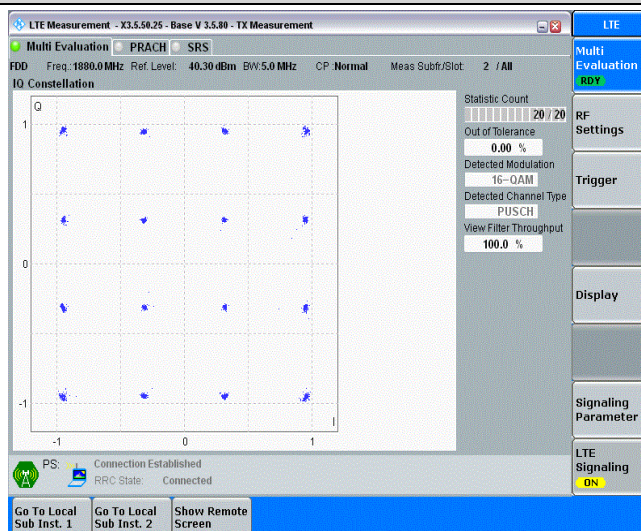 LTE Measurement - X3.5.50.25 - Base V 3.5.80 - TX Measurement
LTE
Multi Evaluation PRACH SRS
FDD Freq.:1880.0 MHz Ref. Level: 40.30 dBm BW:5.0 MHz CP :Normal Meas Subfr./Slot: 2 / All
IQ Constellation
Q
1
0
-1
-1 0 1
I
Statistic Count
20 / 20
Out of Tolerance
0.00 %
Detected Modulation
16-QAM
Detected Channel Type
PUSCH
View Filter Throughput
100.0 %
Multi
Evaluation
RDY
RF
Settings
Trigger
Display
Signaling
Parameter
LTE
Signaling
ON
PS: Connection Established
RRC State: Connected
Go To Local
Sub Inst. 1
Go To Local
Sub Inst. 2
Show Remote
Screen